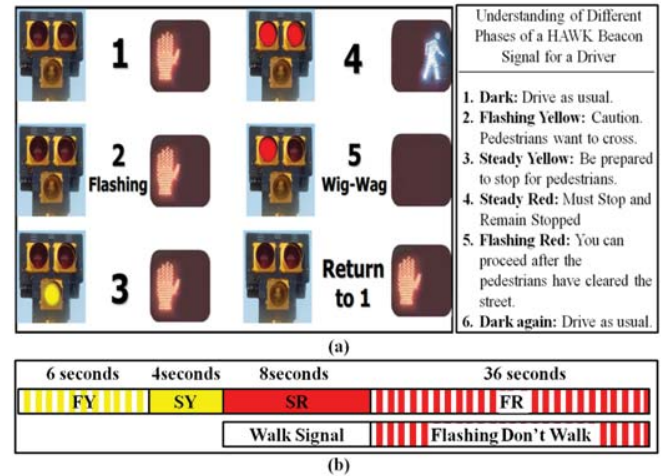 1
4
2
Flashing
5
Wig-Wag
3
Return
to 1
Understanding of Different
Phases of a HAWK Beacon
Signal for a Driver
1. Dark: Drive as usual.
2. Flashing Yellow: Caution.
Pedestrians want to cross.
3. Steady Yellow: Be prepared
to stop for pedestrians.
4. Steady Red: Must Stop and
Remain Stopped
5. Flashing Red: You can
proceed after the
pedestrians have cleared the
street.
6. Dark again: Drive as usual.
(a)
6 seconds 4seconds 8seconds 36 seconds
FY SY SR FR
Walk Signal Flashing Don't Walk
(b)